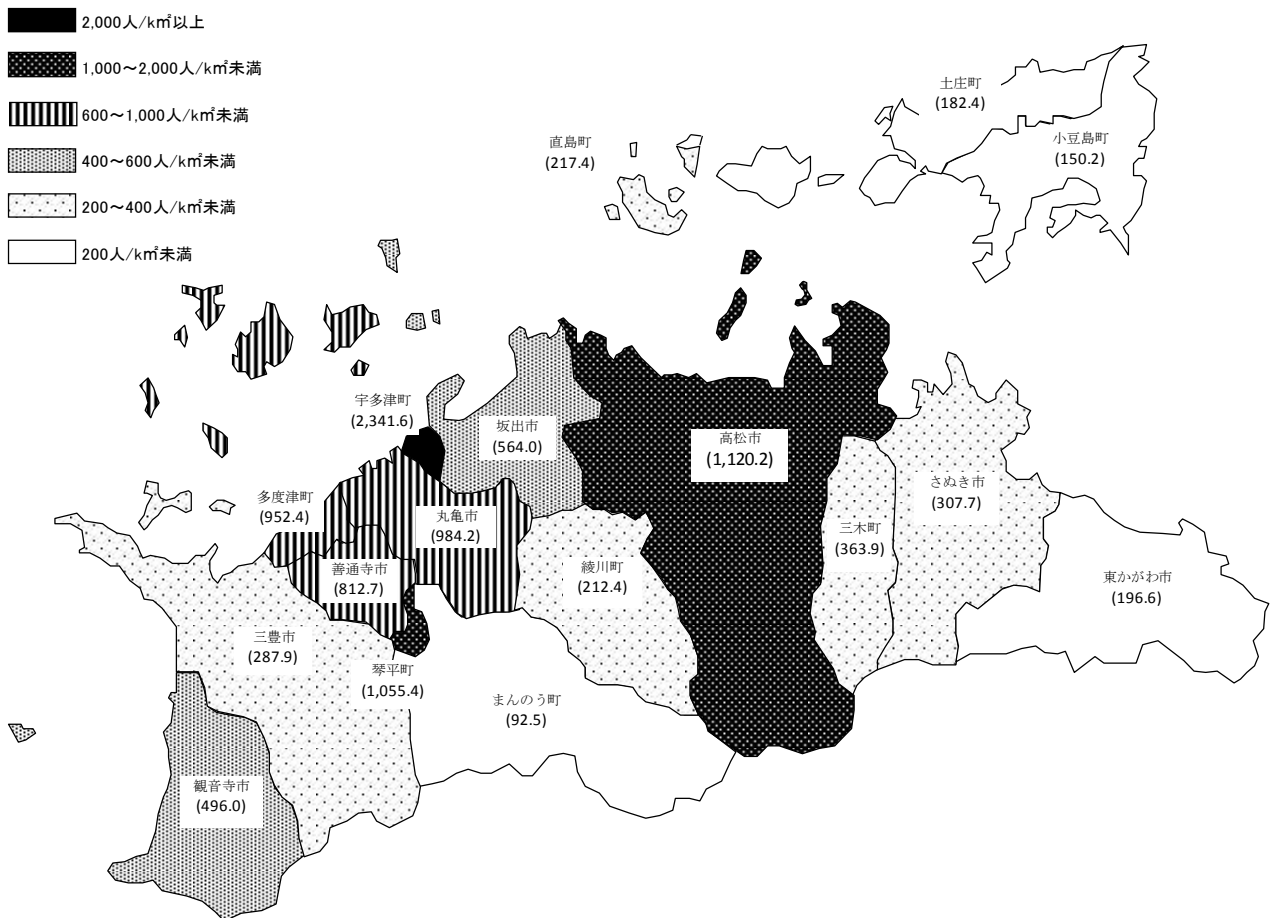 2,000人/㎢以上
1,000～2,000人/㎢未満
600～1,000人/㎢未満
400～600人/㎢未満
200～400人/㎢未満
200人/㎢未満
土庄町
(182.4)
小豆島町
(150.2)
直島町
(217.4)
宇多津町
(2,341.6)
坂出市
(564.0)
高松市
(1,120.2)
さぬき市
(307.7)
多度津町
(952.4)
丸亀市
(984.2)
三木町
(363.9)
善通寺市
(812.7)
綾川町
(212.4)
東かがわ市
(196.6)
三豊市
(287.9)
琴平町
(1,055.4)
まんのう町
(92.5)
観音寺市
(496.0)